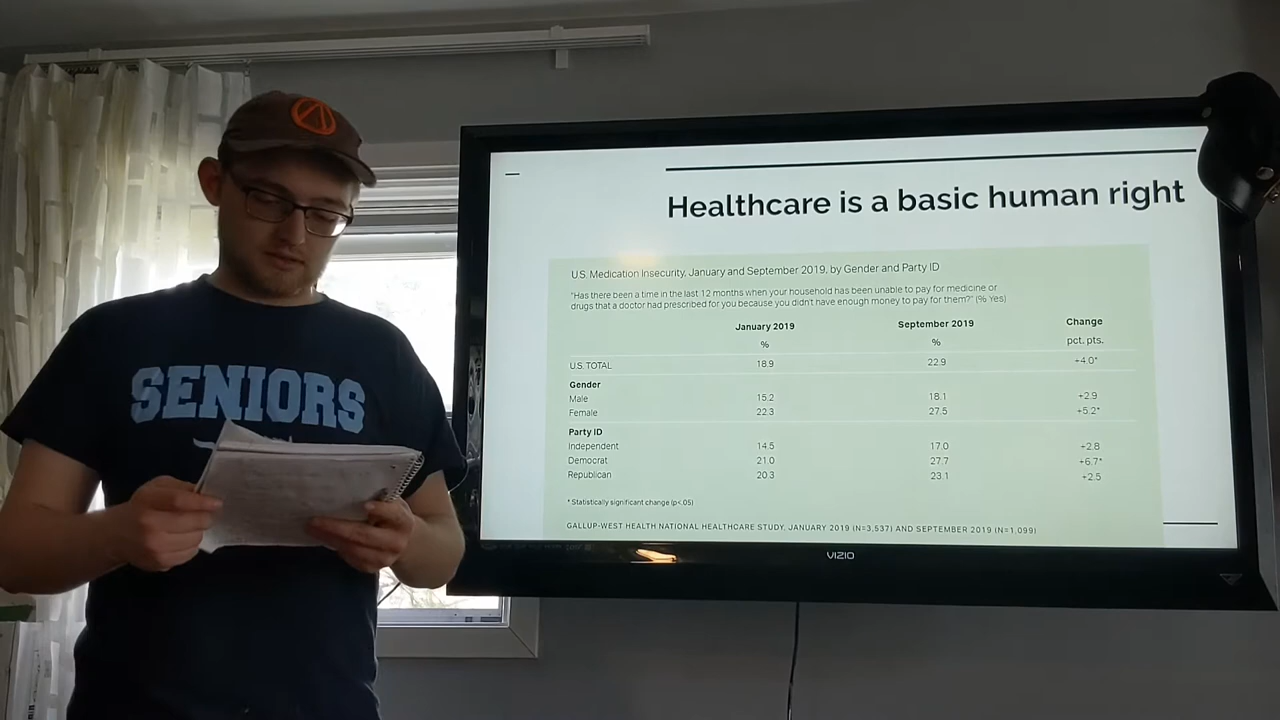 SENIORS
Healthcare is a basic human right
U.S. Medication Insecurity, January and September 2019, by Gender and Party ID
"Has there been a time in the last 12 months when your household has been unable to pay for medicine or
drugs that a doctor had prescribed for you because you didn't have enough money to pay for them?" (% Yes)
January 2019 September 2019 Change
% % pct. pts.
U.S. TOTAL 18.9 22.9 +4.0*
Gender
Male 15.2 18.1 +2.9
Female 22.3 27.5 +5.2*
Party ID
Independent 14.5 17.0 +2.8
Democrat 21.0 27.7 +6.7*
Republican 20.3 23.1 +2.5
* Statistically significant change (p<.05)
GALLUP-WEST HEALTH NATIONAL HEALTHCARE STUDY, JANUARY 2019 (N=3,537) AND SEPTEMBER 2019 (N=1,099)
VIZIO